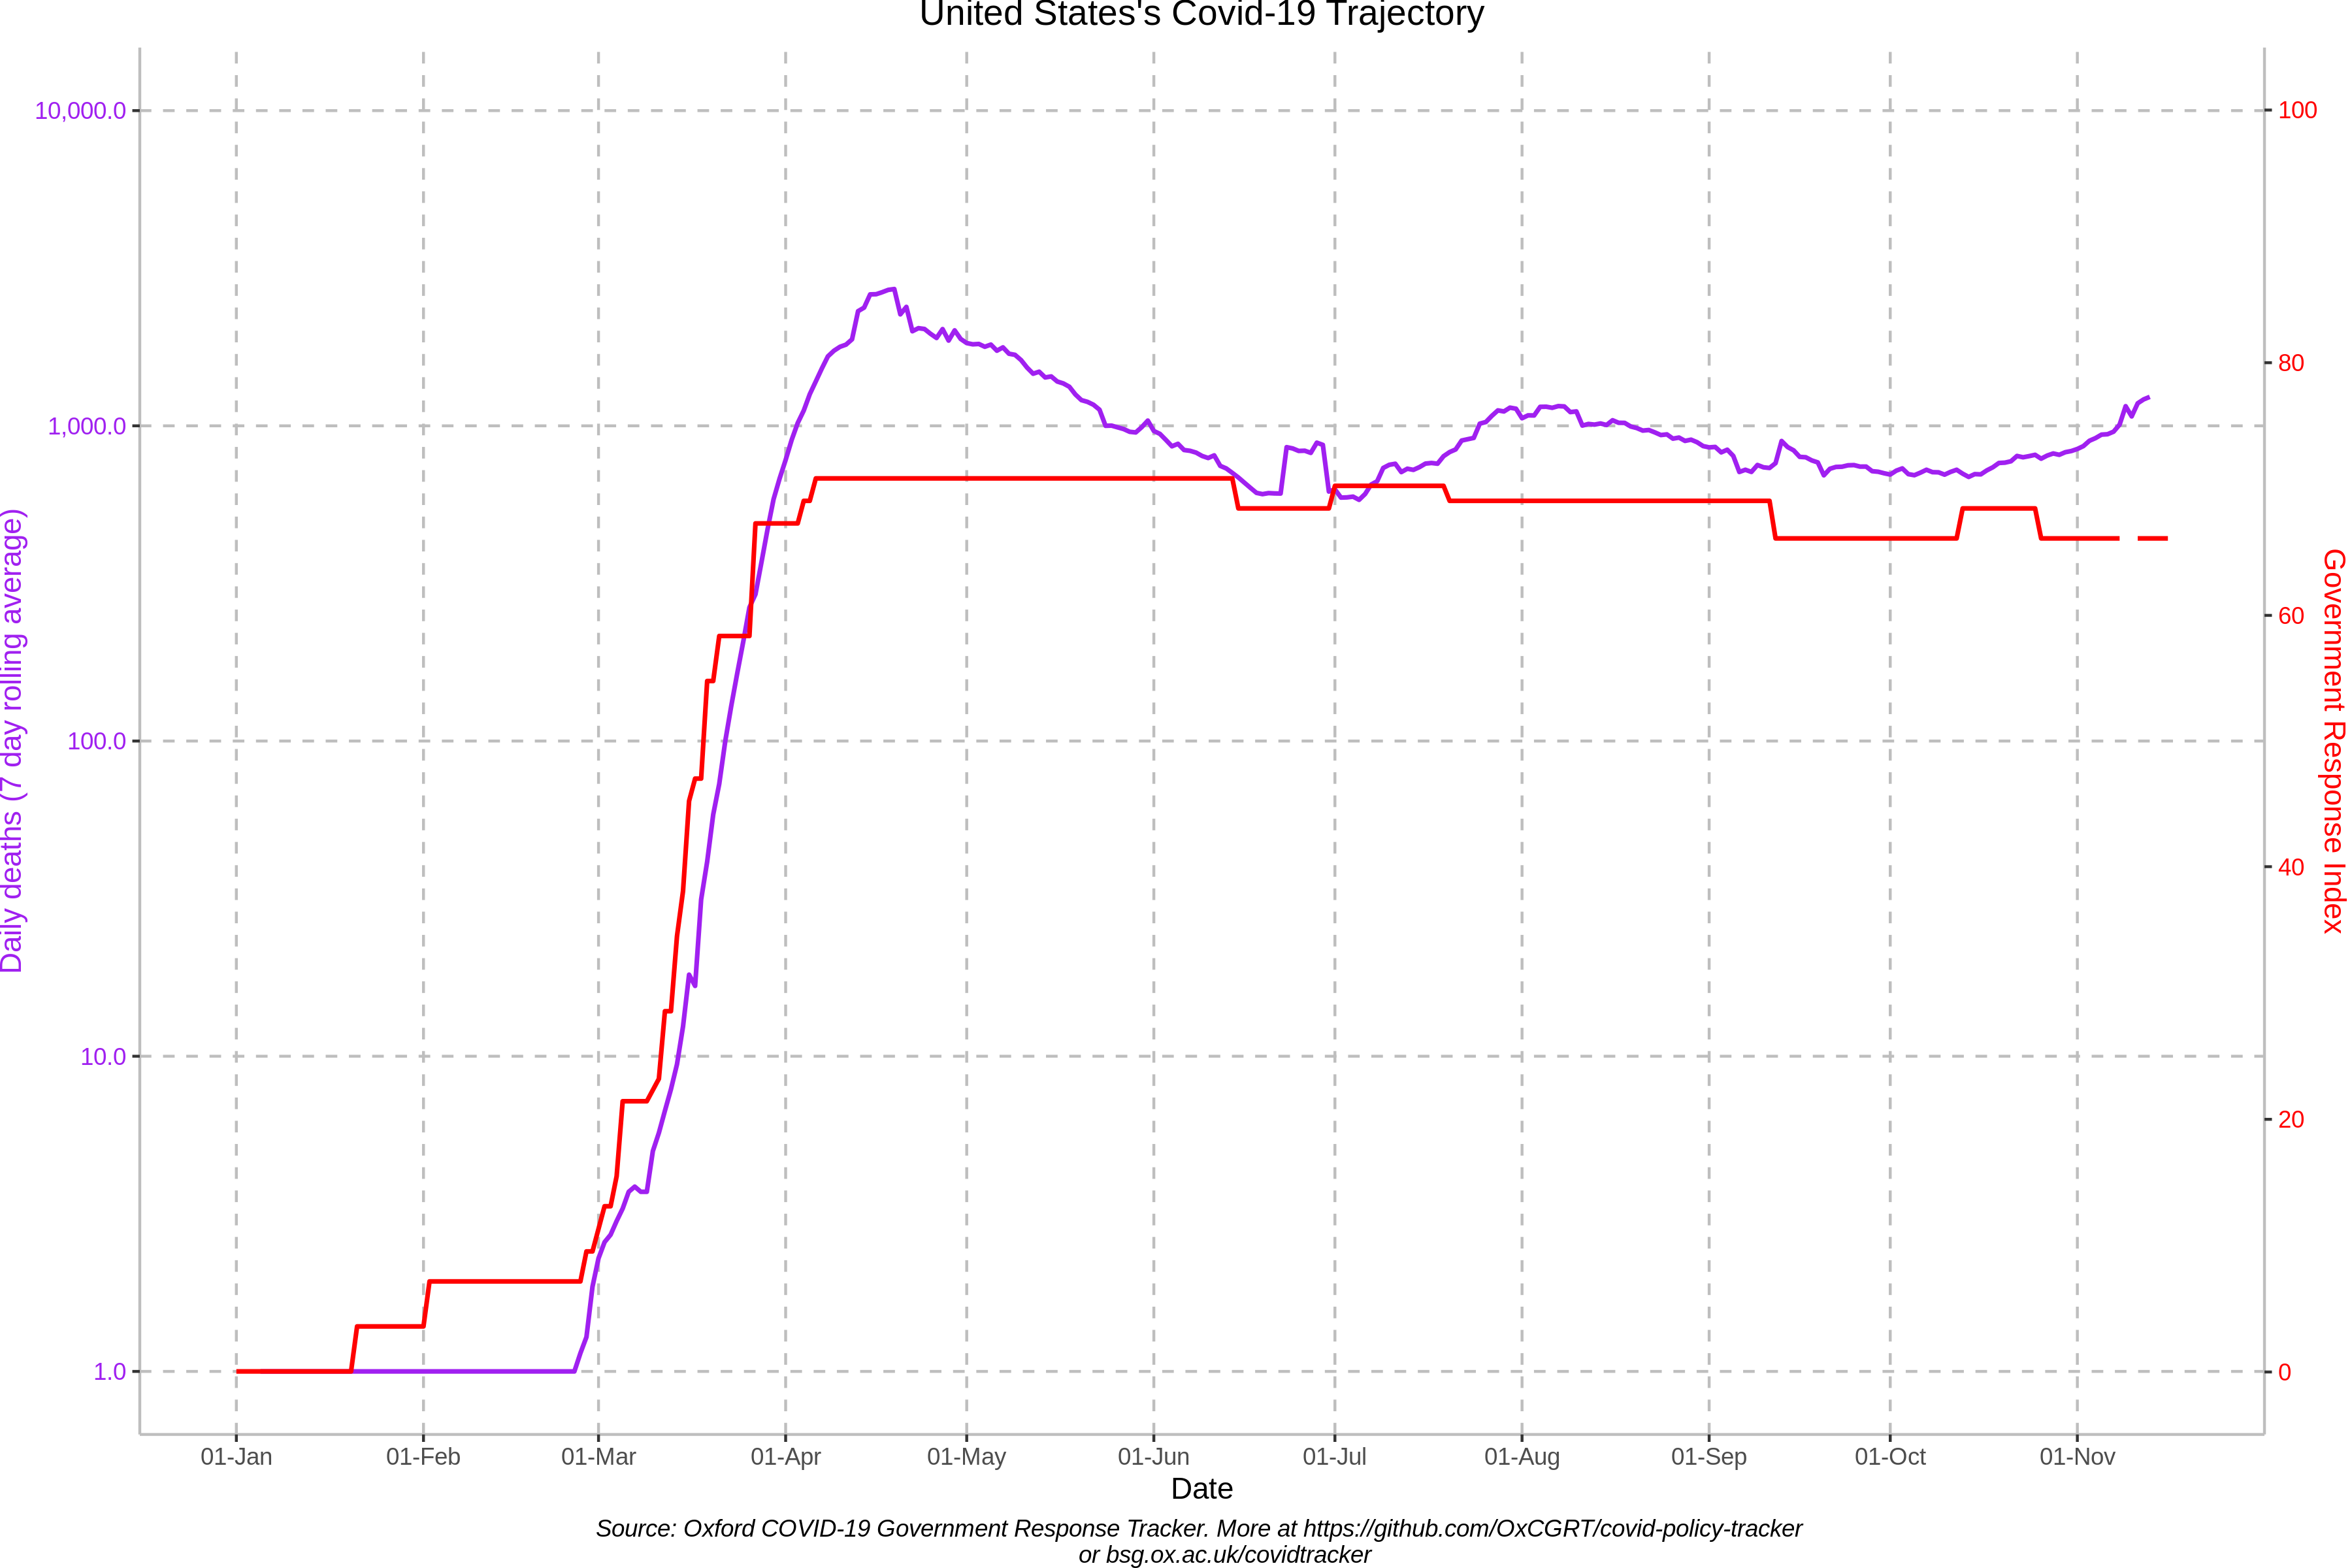 United States's Covid-19 Trajectory
10,000.0
1,000.0
100.0
10.0
1.0
Daily deaths (7 day rolling average)
100
80
60
40
20
0
Government Response Index
01-Jan 01-Feb 01-Mar 01-Apr 01-May 01-Jun 01-Jul 01-Aug 01-Sep 01-Oct 01-Nov
Date
Source: Oxford COVID-19 Government Response Tracker. More at https://github.com/OxCGRT/covid-policy-tracker
or bsg.ox.ac.uk/covidtracker